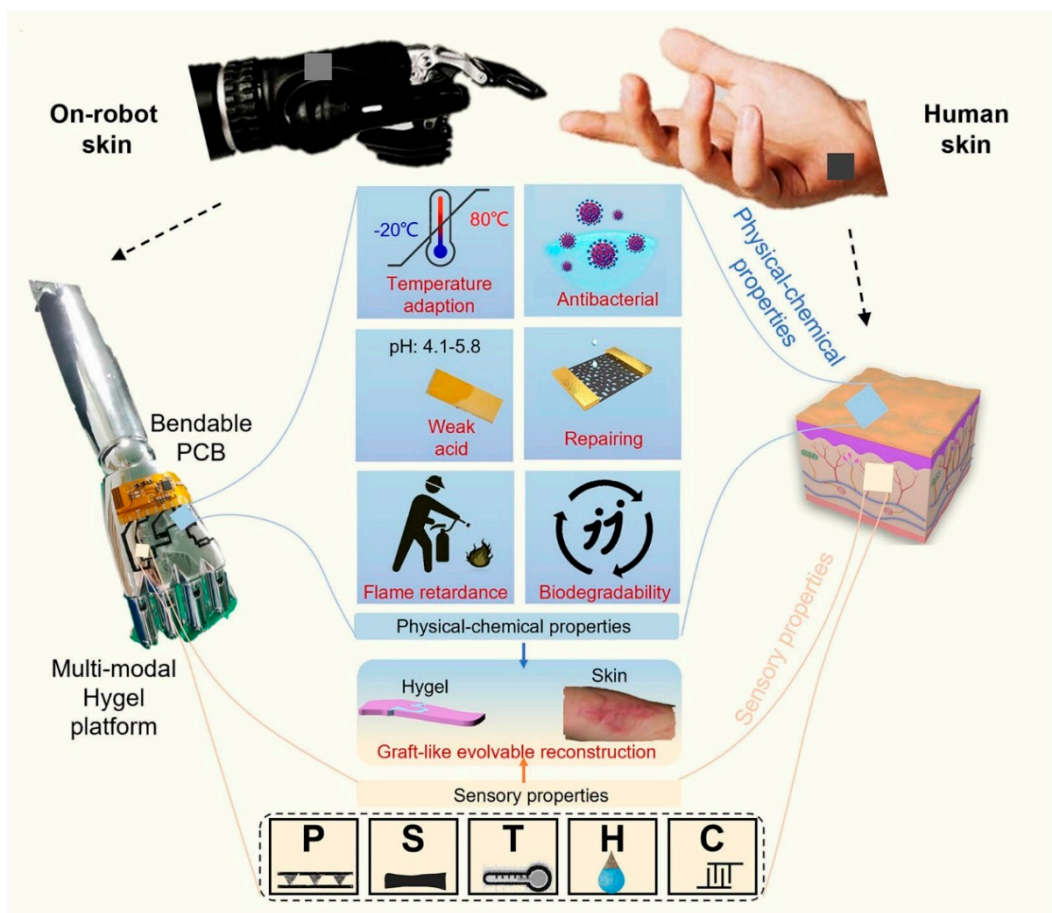 On-robot
skin
Human
skin
-20℃
80℃
Temperature
adaption
Antibacterial
Physical-chemical
properties
pH: 4.1-5.8
Weak
acid
Repairing
Bendable
PCB
Flame retardance
Biodegradability
Physical-chemical properties
Multi-modal
Hygel
platform
Hygel
Skin
Graft-like evolvable reconstruction
Sensory properties
Sensory properties
P
S
T
H
C